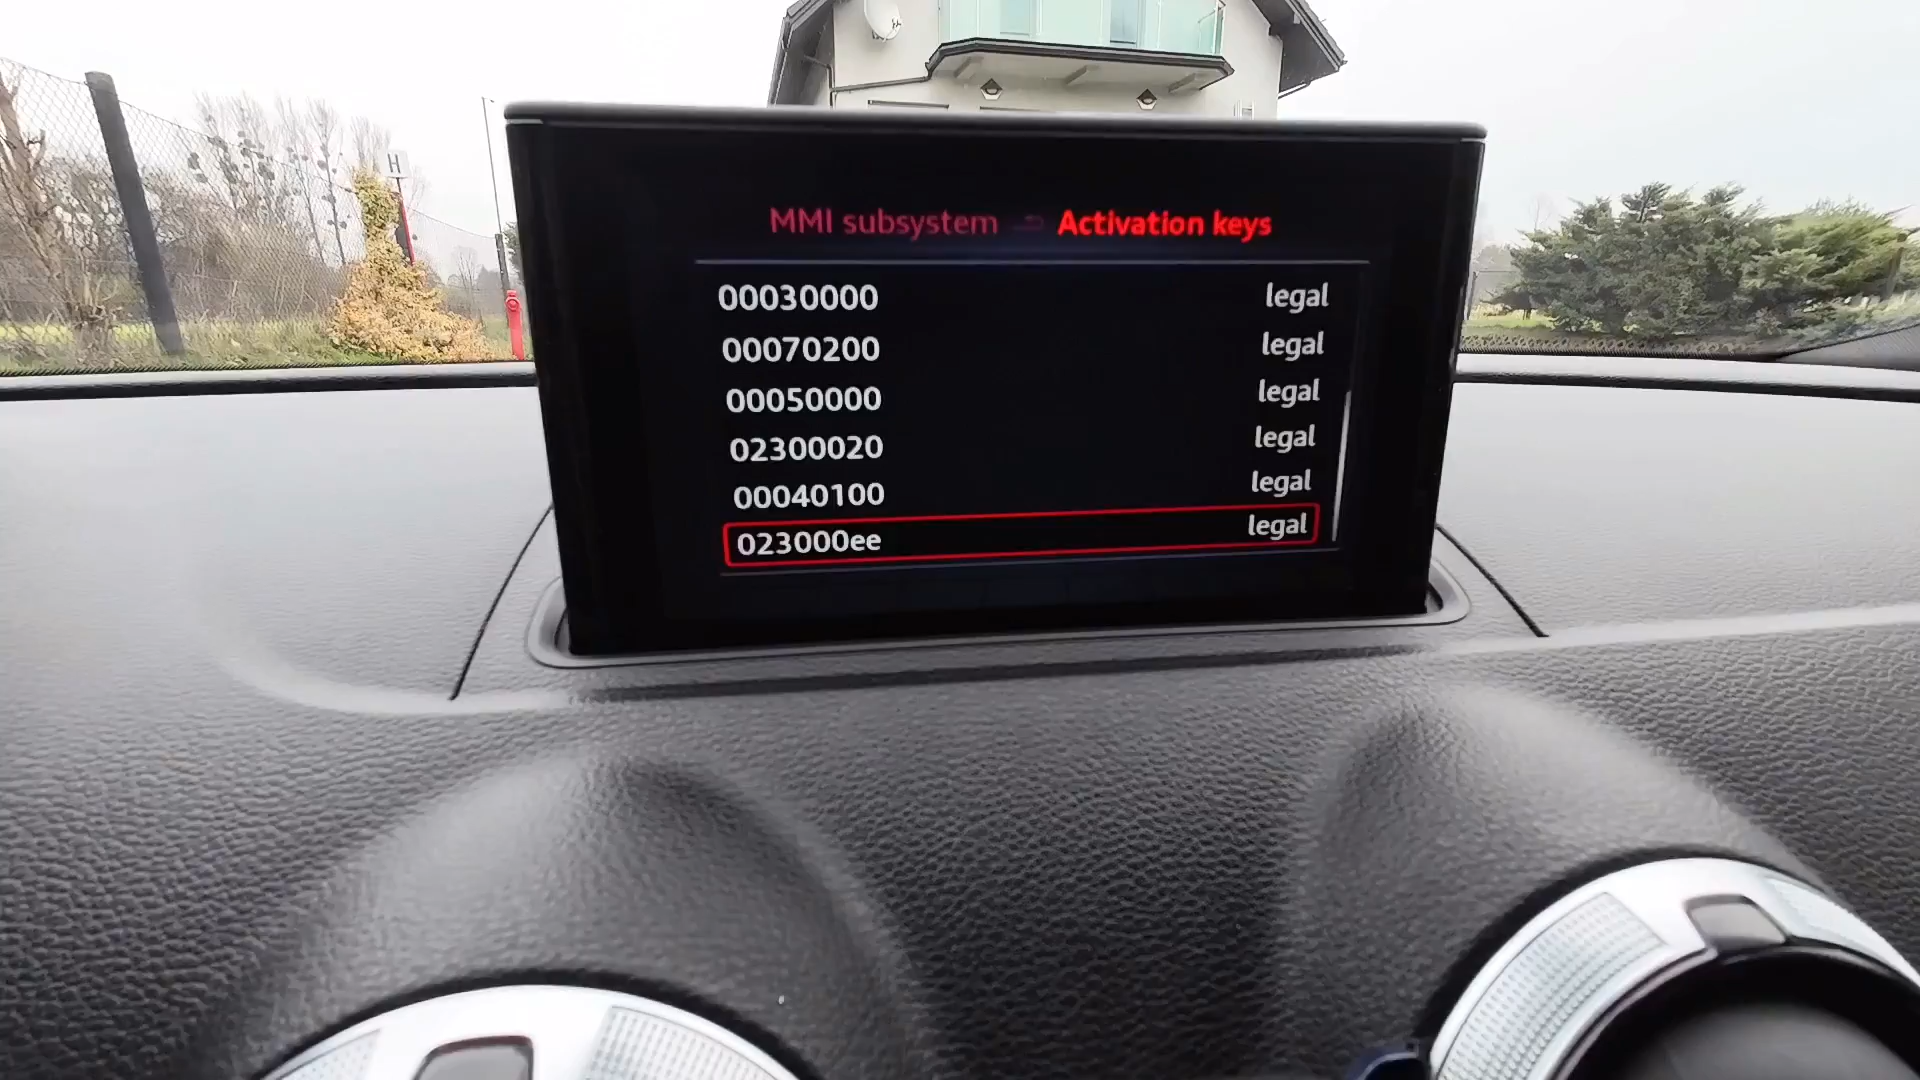 H
MMI subsystem Activation keys
00030000 legal
00070200 legal
00050000 legal
02300020 legal
00040100 legal
023000ee legal